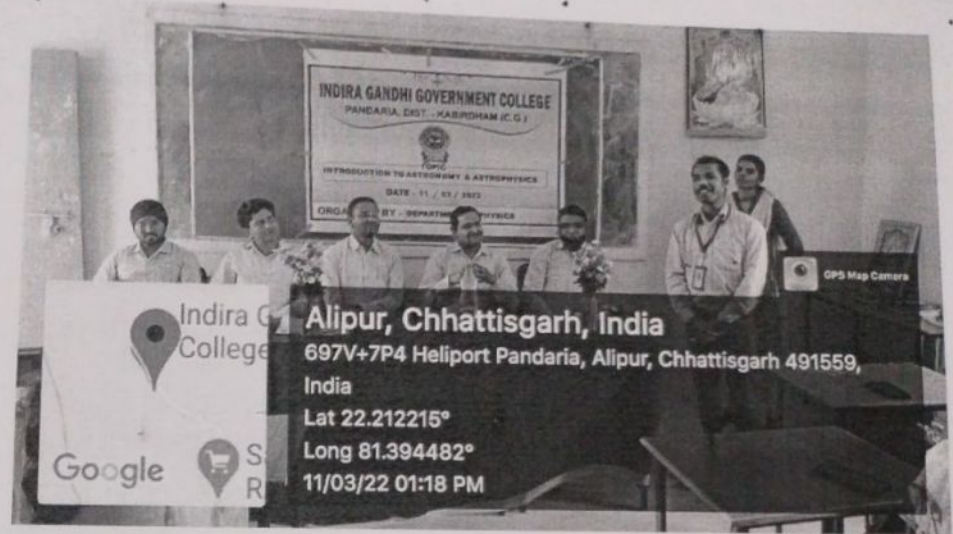 INDIRA GANDHI GOVERNMENT COLLEGE
PANDARIA, DIST. - KABIRDHAM (C.G.)
TOPIC
INTRODUCTION TO ASTRONOMY & ASTROPHYSICS
DATE - 11 / 03 / 2022
BY - PHYSICS
GPS Map Camera
Indira G
College
S
R
Google
Alipur, Chhattisgarh, India
697V+7P4 Heliport Pandaria, Alipur, Chhattisgarh 491559,
India
Lat 22.212215°
Long 81.394482°
11/03/22 01:18 PM